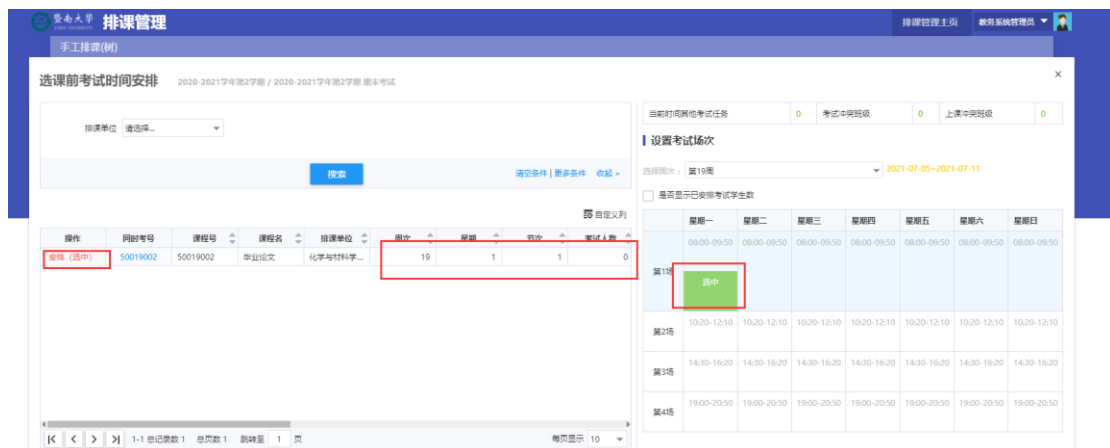 暨南大学 排课管理 排课管理主页 教务系统管理员
手工排课(树)
选课前考试时间安排 2020-2021学年第2学期 / 2020-2021学年第2学期 期末考试 ×
排课单位 请选择...
搜索 清空条件 | 更多条件 收起 >
自定义列
操作 同时考号 课程号 课程名 排课单位 周次 星期 节次 考试人数
安排（选中） 50019002 50019002 毕业论文 化学与材料学... 19 1 1 0
1-1 总记录数 1 总页数 1 跳转至 1 页 每页显示 10
当前时间其他考试任务 0 考试冲突班级 0 上课冲突班级 0
设置考试场次
选择周次： 第19周 2021-07-05~2021-07-11
是否显示已安排考试学生数
星期一 星期二 星期三 星期四 星期五 星期六 星期日
第1场 08:00-09:50 08:00-09:50 08:00-09:50 08:00-09:50 08:00-09:50 08:00-09:50 08:00-09:50
选中
第2场 10:20-12:10 10:20-12:10 10:20-12:10 10:20-12:10 10:20-12:10 10:20-12:10 10:20-12:10
第3场 14:30-16:20 14:30-16:20 14:30-16:20 14:30-16:20 14:30-16:20 14:30-16:20 14:30-16:20
第4场 19:00-20:50 19:00-20:50 19:00-20:50 19:00-20:50 19:00-20:50 19:00-20:50 19:00-20:50